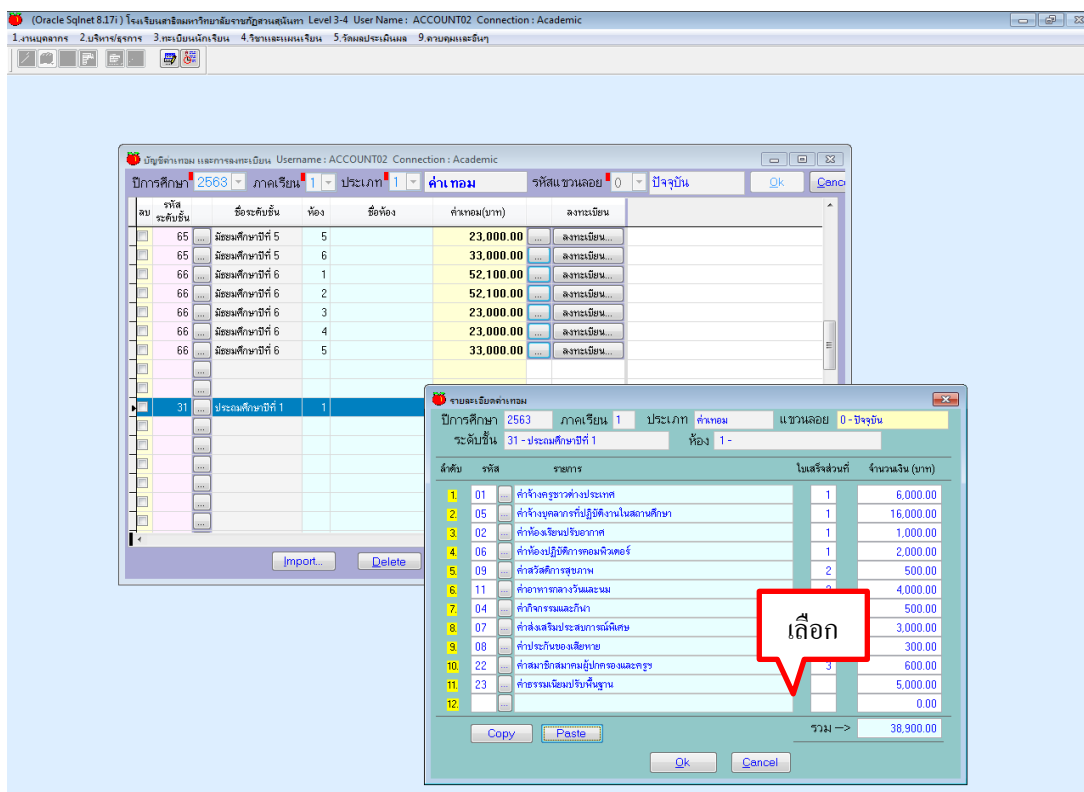 (Oracle Sqlnet 8.17i ) โรงเรียนสาธิตมหาวิทยาลัยราชภัฏสวนสุนันทา Level 3-4 User Name : ACCOUNT02 Connection : Academic
1.งานบุคลากร 2.บริหาร/ธุรการ 3.ทะเบียนนักเรียน 4.วิชาและแผนเรียน 5.วัดผลประเมินผล 9.ควบคุมและอื่นๆ
บัญชีค่าเทอม และการลงทะเบียน Username : ACCOUNT02 Connection : Academic
ปีการศึกษา 2563 ภาคเรียน 1 ประเภท 1 ค่าเทอม รหัสแขวนลอย 0 ปัจจุบัน Ok Canc
ลบ รหัสระดับชั้น ชื่อระดับชั้น ห้อง ชื่อห้อง ค่าเทอม(บาท) ลงทะเบียน
65 ... มัธยมศึกษาปีที่ 5 5 23,000.00 ... ลงทะเบียน...
65 ... มัธยมศึกษาปีที่ 5 6 33,000.00 ... ลงทะเบียน...
66 ... มัธยมศึกษาปีที่ 6 1 52,100.00 ... ลงทะเบียน...
66 ... มัธยมศึกษาปีที่ 6 2 52,100.00 ... ลงทะเบียน...
66 ... มัธยมศึกษาปีที่ 6 3 23,000.00 ... ลงทะเบียน...
66 ... มัธยมศึกษาปีที่ 6 4 23,000.00 ... ลงทะเบียน...
66 ... มัธยมศึกษาปีที่ 6 5 33,000.00 ... ลงทะเบียน...
31 ... ประถมศึกษาปีที่ 1 1
Import... Delete
รายละเอียดค่าเทอม
ปีการศึกษา 2563 ภาคเรียน 1 ประเภท ค่าเทอม แขวนลอย 0 - ปัจจุบัน
ระดับชั้น 31 - ประถมศึกษาปีที่ 1 ห้อง 1 -
ลำดับ รหัส รายการ ใบเสร็จส่วนที่ จำนวนเงิน (บาท)
1. 01 ... ค่าจ้างครูชาวต่างประเทศ 1 6,000.00
2. 05 ... ค่าจ้างบุคลากรที่ปฏิบัติงานในสถานศึกษา 1 16,000.00
3. 02 ... ค่าห้องเรียนปรับอากาศ 1 1,000.00
4. 06 ... ค่าห้องปฏิบัติการคอมพิวเตอร์ 1 2,000.00
5. 09 ... ค่าสวัสดิการสุขภาพ 2 500.00
6. 11 ... ค่าอาหารกลางวันและนม 4,000.00
7. 04 ... ค่ากิจกรรมและกีฬา 500.00
8. 07 ... ค่าส่งเสริมประสบการณ์พิเศษ 3,000.00
9. 08 ... ค่าประกันของเสียหาย 300.00
10. 22 ... ค่าสมาชิกสมาคมผู้ปกครองและครูฯ 3 600.00
11. 23 ... ค่าธรรมเนียมปรับพื้นฐาน 5,000.00
12. ... 0.00
เลือก
Copy Paste รวม --> 38,900.00
Ok Cancel